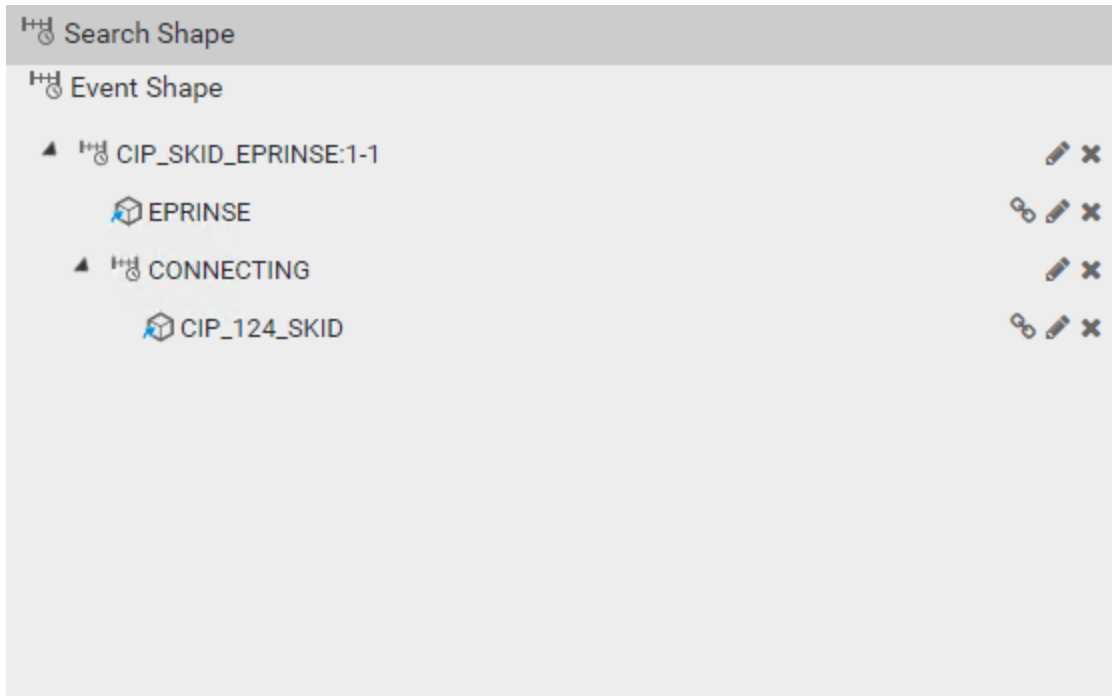 Search Shape
Event Shape
CIP_SKID_EPRINSE:1-1
EPRINSE
CONNECTING
CIP_124_SKID